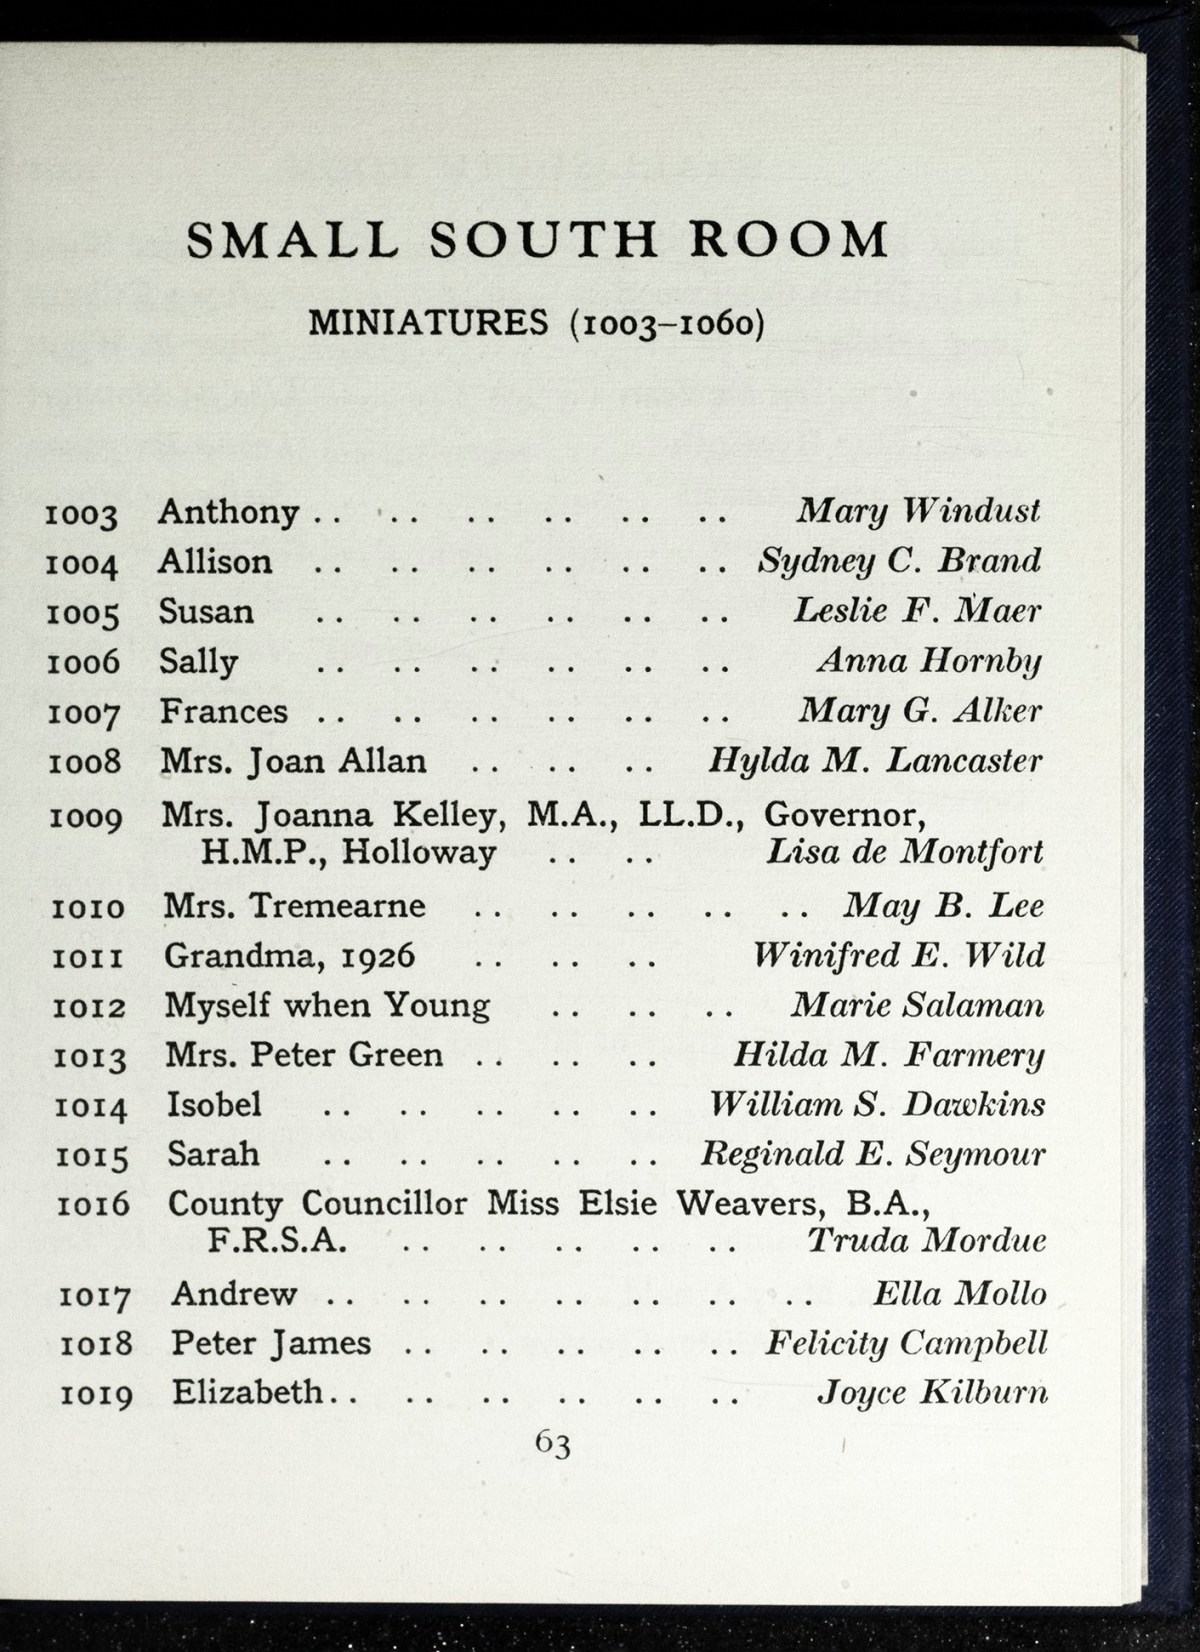 SMALL SOUTH ROOM
MINIATURES (1003–1060)
1003 Anthony .. .. .. .. .. .. Mary Windust
1004 Allison .. .. .. .. .. .. Sydney C. Brand
1005 Susan .. .. .. .. .. .. Leslie F. Maer
1006 Sally .. .. .. .. .. .. Anna Hornby
1007 Frances .. .. .. .. .. .. Mary G. Alker
1008 Mrs. Joan Allan .. .. .. Hylda M. Lancaster
1009 Mrs. Joanna Kelley, M.A., LL.D., Governor,
H.M.P., Holloway .. .. Lisa de Montfort
1010 Mrs. Tremearne .. .. .. .. .. May B. Lee
1011 Grandma, 1926 .. .. .. Winifred E. Wild
1012 Myself when Young .. .. .. Marie Salaman
1013 Mrs. Peter Green .. .. .. Hilda M. Farmery
1014 Isobel .. .. .. .. .. William S. Dawkins
1015 Sarah .. .. .. .. .. Reginald E. Seymour
1016 County Councillor Miss Elsie Weavers, B.A.,
F.R.S.A. .. .. .. .. .. Truda Mordue
1017 Andrew .. .. .. .. .. .. .. Ella Mollo
1018 Peter James .. .. .. .. .. Felicity Campbell
1019 Elizabeth .. .. .. .. .. .. Joyce Kilburn
63